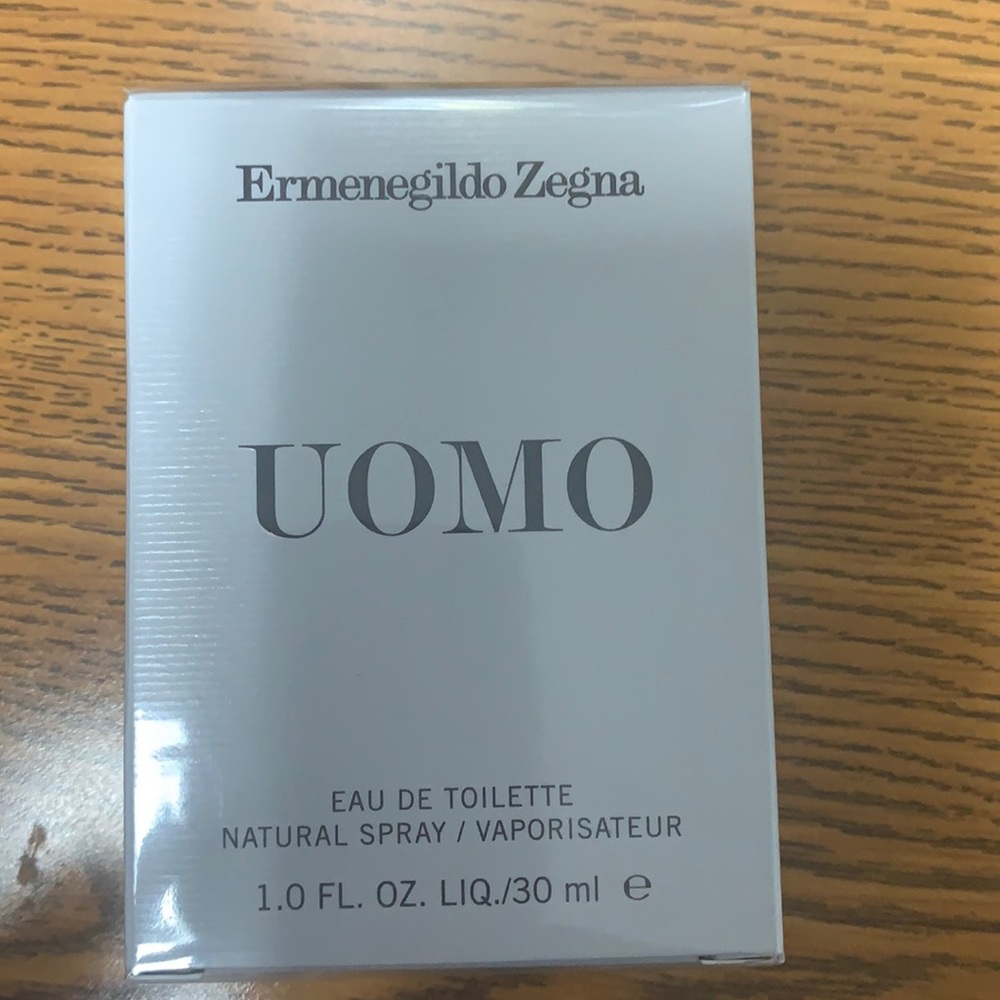 Ermenegildo Zegna
UOMO
EAU DE TOILETTE
NATURAL SPRAY / VAPORISATEUR
1.0 FL. OZ. LIQ./30 ml ℮